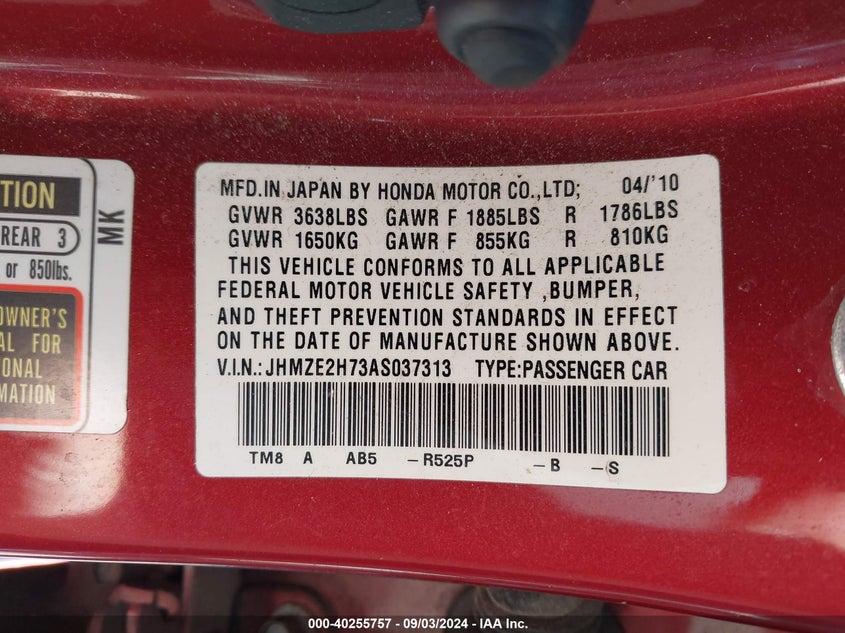 TION
REAR 3
or 850lbs.
OWNER'S
AL FOR
IONAL
MATION
MK
MFD.IN JAPAN BY HONDA MOTOR CO.,LTD; 04/'10
GVWR 3638LBS GAWR F 1885LBS R 1786LBS
GVWR 1650KG GAWR F 855KG R 810KG
THIS VEHICLE CONFORMS TO ALL APPLICABLE
FEDERAL MOTOR VEHICLE SAFETY ,BUMPER,
AND THEFT PREVENTION STANDARDS IN EFFECT
ON THE DATE OF MANUFACTURE SHOWN ABOVE.
V.I.N.: JHMZE2H73AS037313 TYPE:PASSENGER CAR
TM8 A AB5 -R525P -B -S
000-40255757 - 09/03/2024 - IAA Inc.